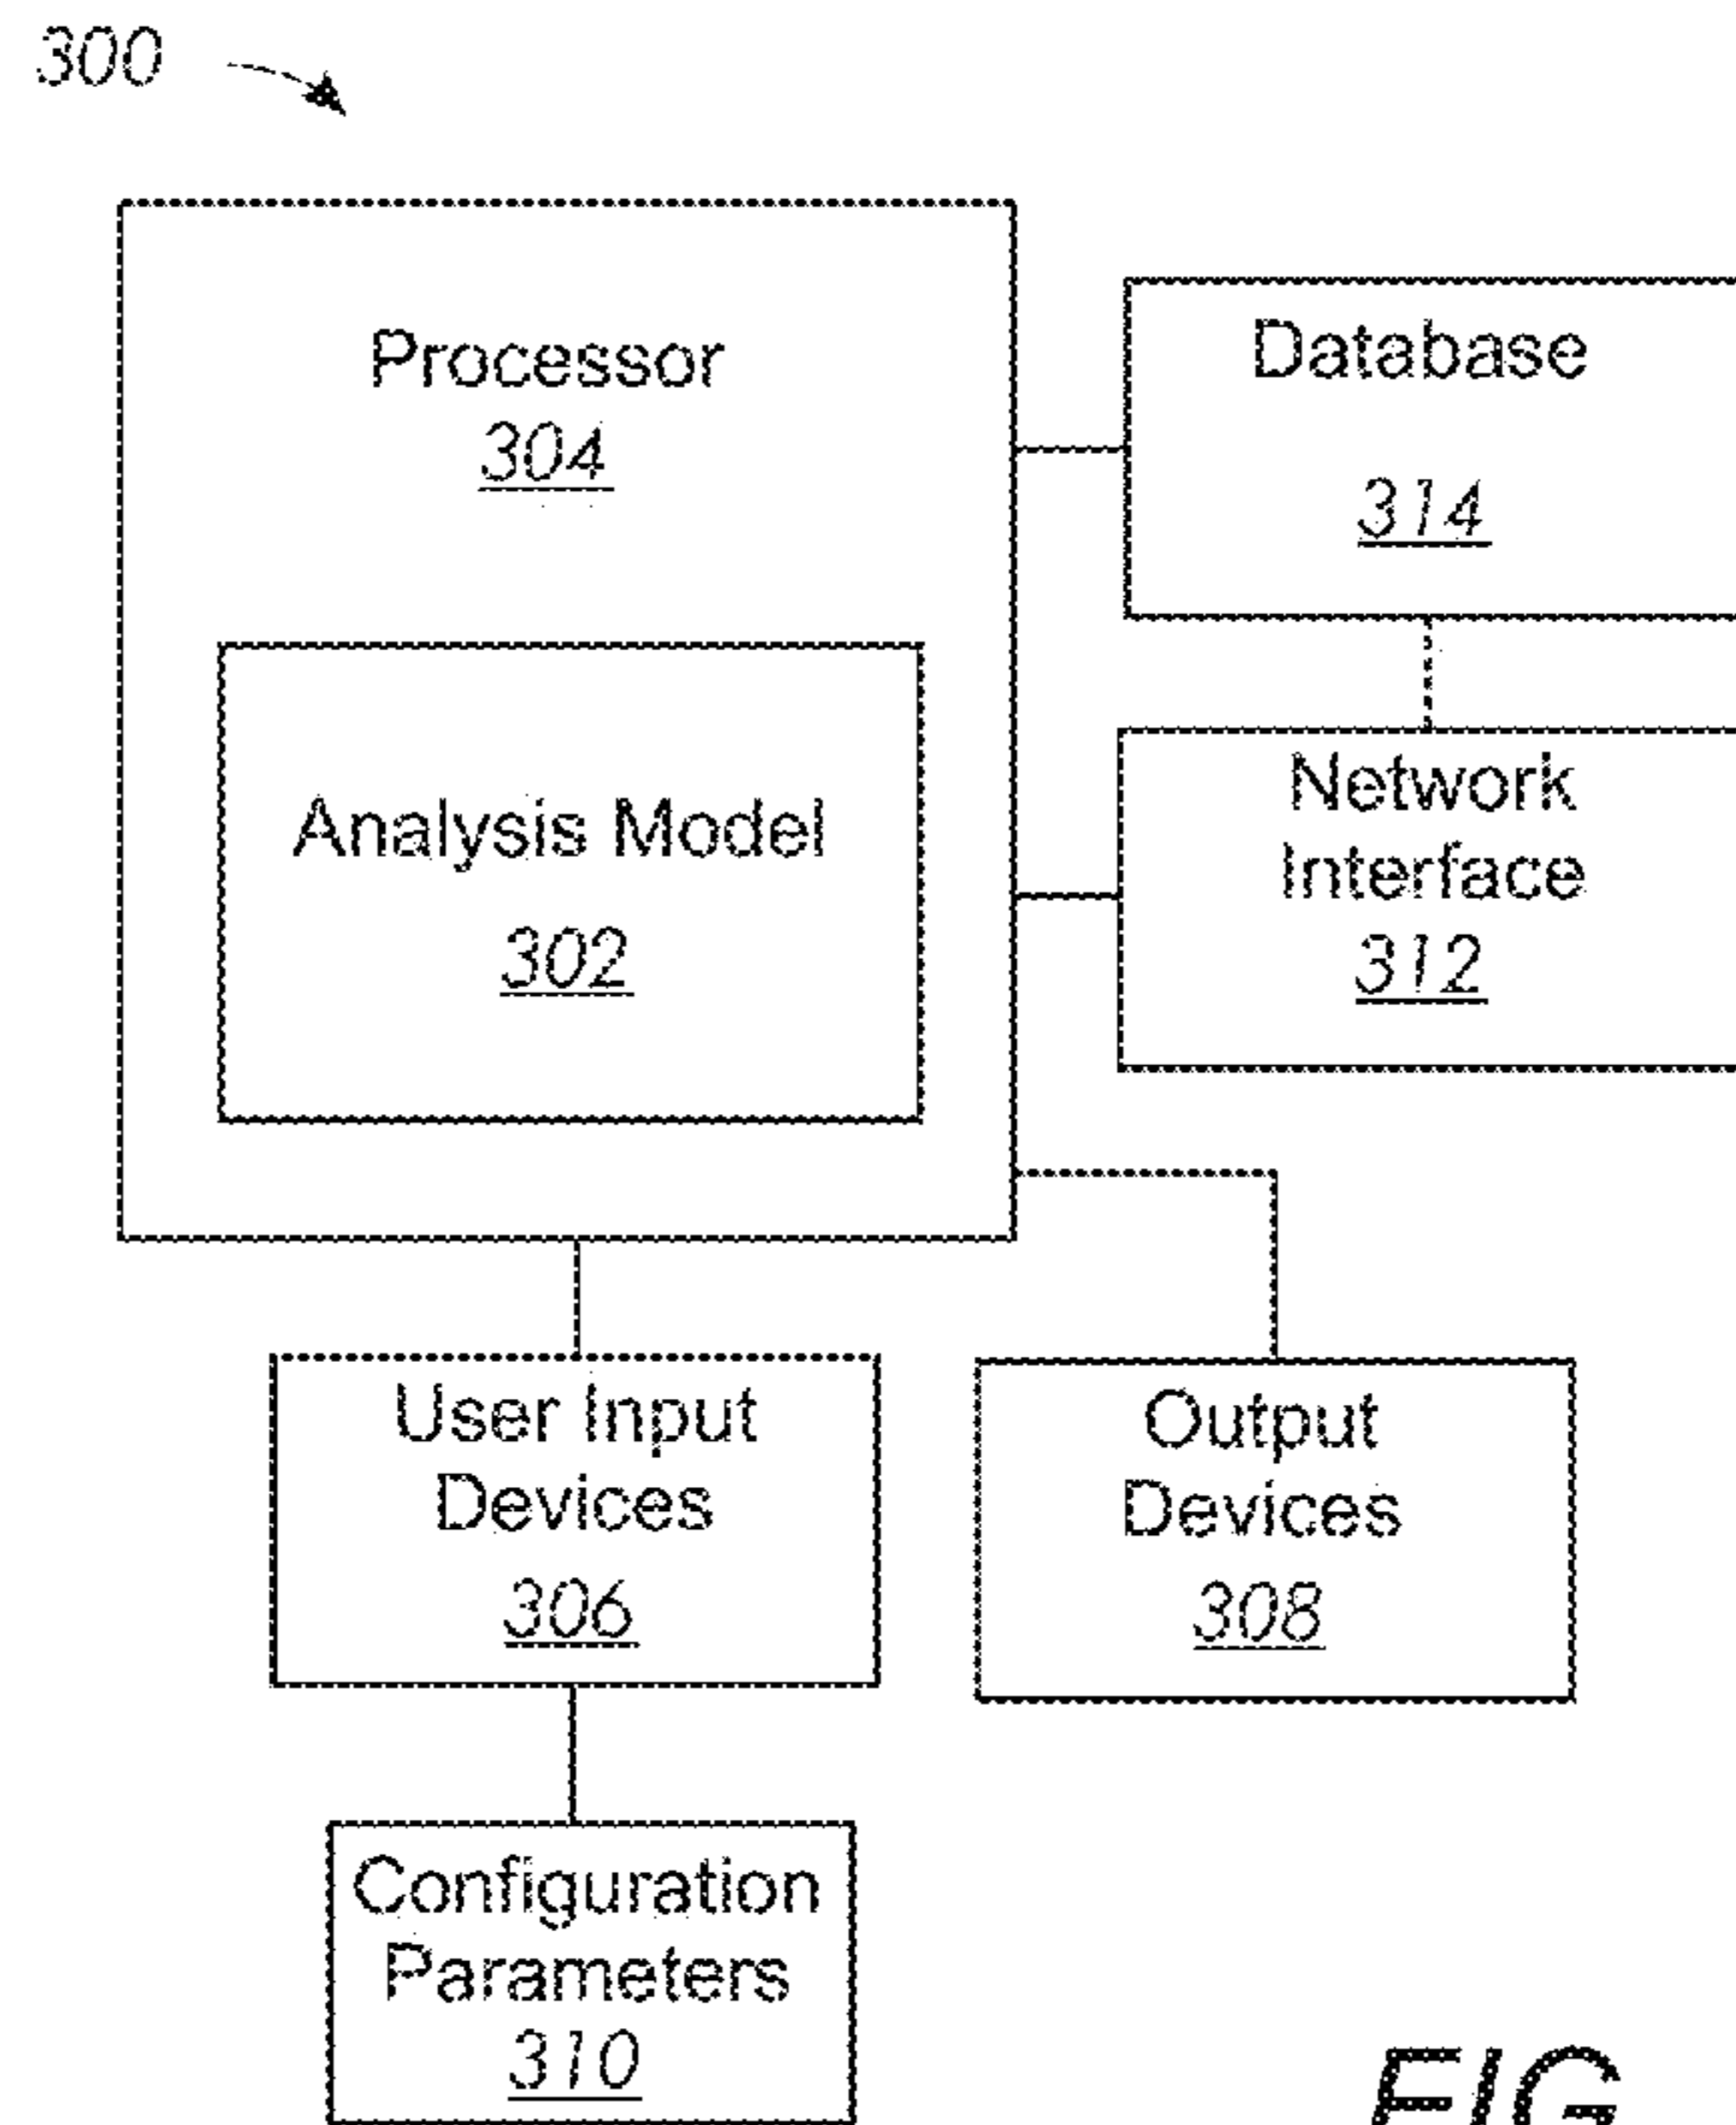 300
Processor
304
Database
314
Analysis Model
302
Network
Interface
312
User Input
Devices
306
Output
Devices
308
Configuration
Parameters
310
FIG